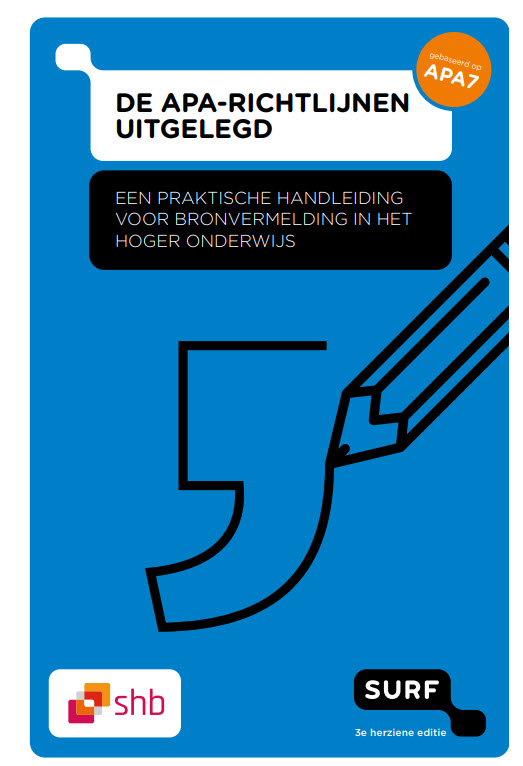 gebaseerd op
APA7
DE APA-RICHTLIJNEN
UITGELEGD
EEN PRAKTISCHE HANDLEIDING
VOOR BRONVERMELDING IN HET
HOGER ONDERWIJS
shb
SURF
3e herziene editie